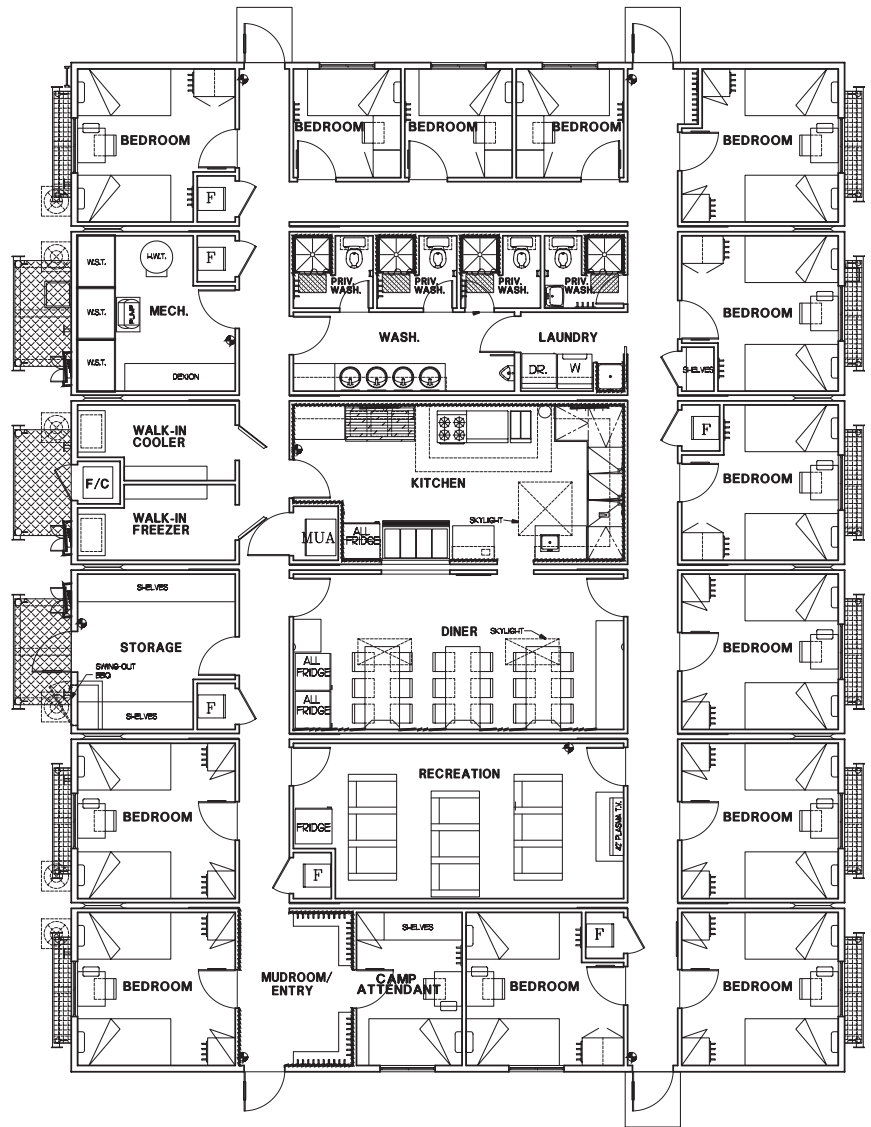 BEDROOM
BEDROOM
BEDROOM
BEDROOM
BEDROOM
F
F
W.S.T.
H.W.T.
W.S.T.
PUMP
MECH.
W.S.T.
DEXION
PRIV.
WASH.
PRIV.
WASH.
PRIV.
WASH.
PRIV.
WASH.
WASH.
LAUNDRY
DR.
W
BEDROOM
SHELVES
WALK-IN
COOLER
F/C
WALK-IN
FREEZER
KITCHEN
SKYLIGHT
MUA
ALL
FRIDGE
F
BEDROOM
SHELVES
STORAGE
SWING-OUT
BBQ
SHELVES
F
DINER
SKYLIGHT
ALL
FRIDGE
ALL
FRIDGE
BEDROOM
BEDROOM
RECREATION
FRIDGE
42" PLASMA T.V.
F
BEDROOM
BEDROOM
MUDROOM/
ENTRY
SHELVES
CAMP
ATTENDANT
F
BEDROOM
BEDROOM